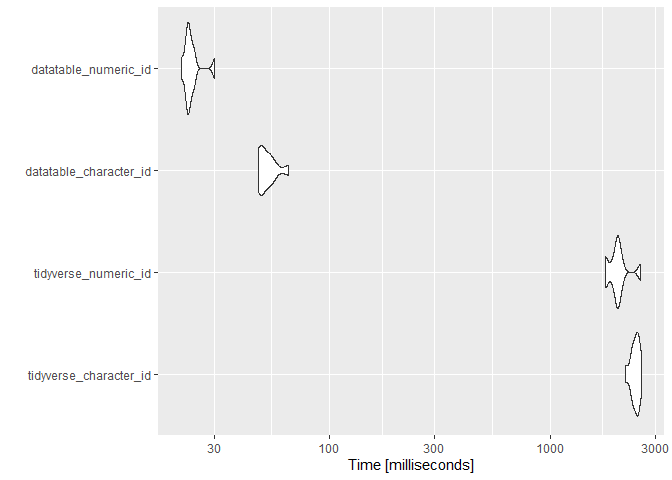 datatable_numeric_id
datatable_character_id
tidyverse_numeric_id
tidyverse_character_id
30 100 300 1000 3000
Time [milliseconds]